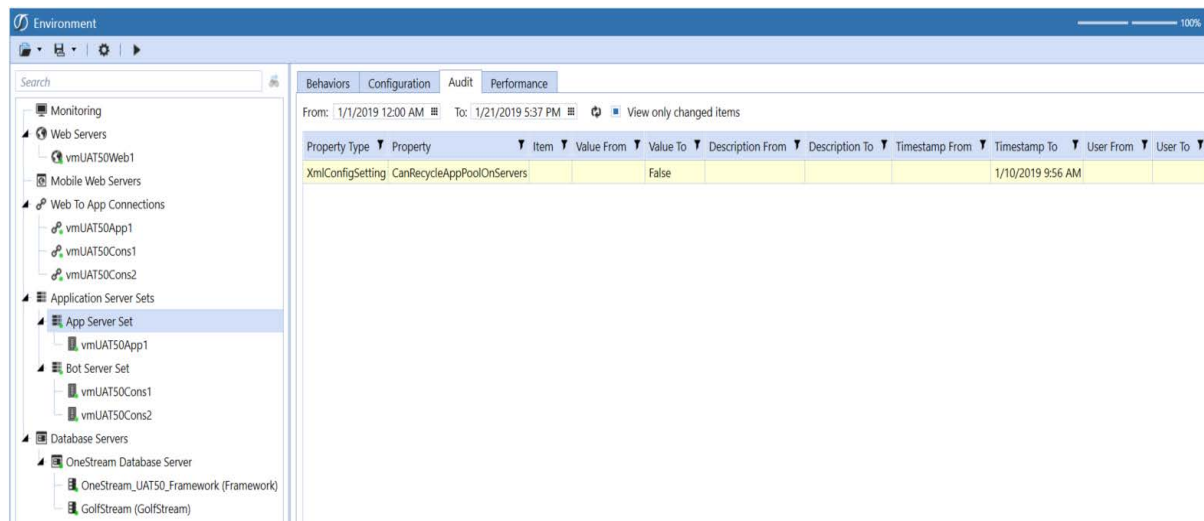 Environment
100%
Search
Monitoring
Web Servers
vmUAT50Web1
Mobile Web Servers
Web To App Connections
vmUAT50App1
vmUAT50Cons1
vmUAT50Cons2
Application Server Sets
App Server Set
vmUAT50App1
Bot Server Set
vmUAT50Cons1
vmUAT50Cons2
Database Servers
OneStream Database Server
OneStream_UAT50_Framework (Framework)
GolfStream (GolfStream)
Behaviors Configuration Audit Performance
From: 1/1/2019 12:00 AM To: 1/21/2019 5:37 PM View only changed items
Property Type Property Item Value From Value To Description From Description To Timestamp From Timestamp To User From User To
XmlConfigSetting CanRecycleAppPoolOnServers False 1/10/2019 9:56 AM